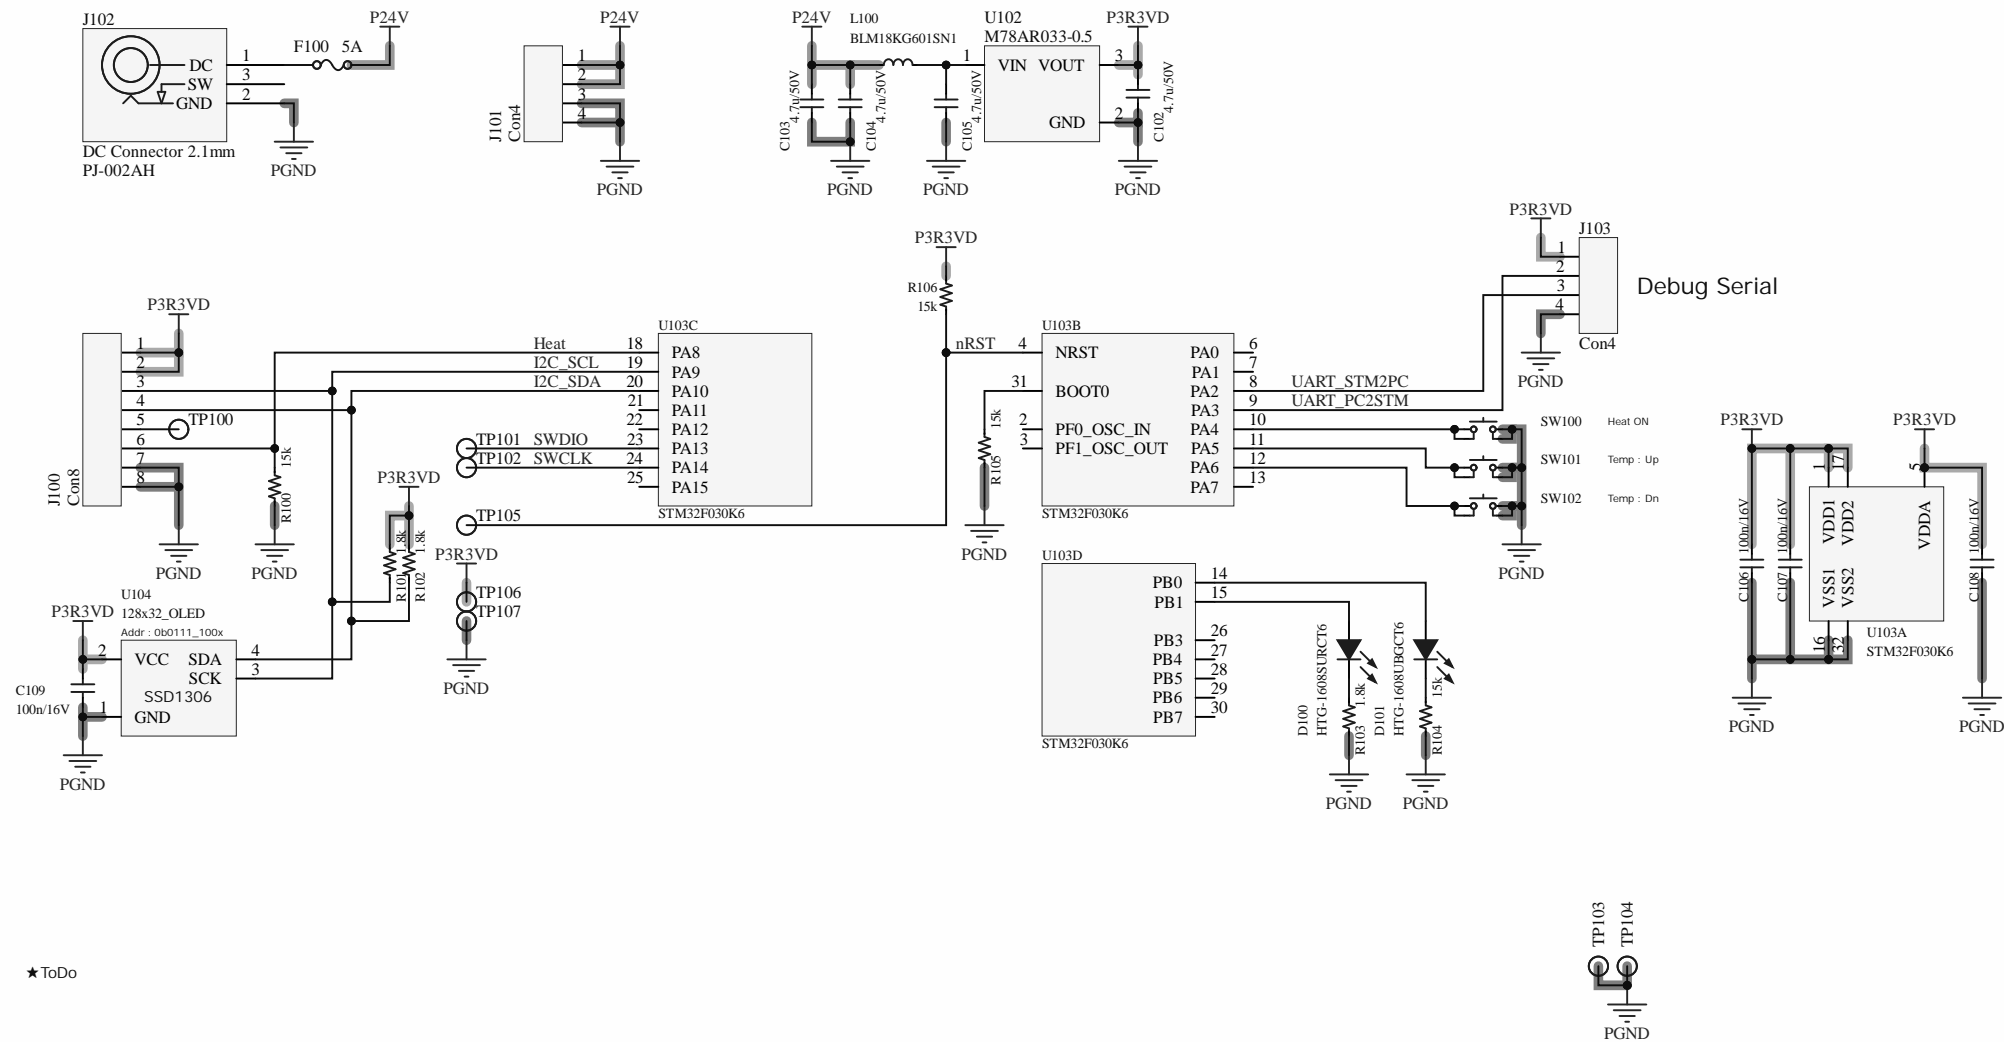 J102
DC
SW
GND
1
3
2
F100 5A
P24V
PGND
DC Connector 2.1mm
PJ-002AH
P24V
1
2
3
4
J101
Con4
PGND
P24V
L100
BLM18KG601SN1
C103
4.7u/50V
C104
4.7u/50V
C105
4.7u/50V
PGND
PGND
U102
M78AR033-0.5
1
VIN VOUT
GND
3
2
P3R3VD
C102
4.7u/50V
PGND
P3R3VD
J103
1
2
3
4
Con4
PGND
Debug Serial
P3R3VD
1
2
3
4
5
6
7
8
J100
Con8
TP100
PGND
15k
R100
PGND
Heat
I2C_SCL
I2C_SDA
TP101 SWDIO
TP102 SWCLK
U103C
18 PA8
19 PA9
20 PA10
21 PA11
22 PA12
23 PA13
24 PA14
25 PA15
STM32F030K6
P3R3VD
1.8k
R101
1.8k
R102
TP105
P3R3VD
TP106
TP107
PGND
P3R3VD
R106
15k
nRST
U103B
4 NRST
31 BOOT0
2 PF0_OSC_IN
3 PF1_OSC_OUT
PA0 6
PA1 7
PA2 8
PA3 9
PA4 10
PA5 11
PA6 12
PA7 13
STM32F030K6
15k
R105
PGND
UART_STM2PC
UART_PC2STM
SW100 Heat ON
SW101 Temp : Up
SW102 Temp : Dn
PGND
U104
128x32_OLED
Addr : 0b0111_100x
P3R3VD
2 VCC
SDA 4
SCK 3
SSD1306
1 GND
C109
100n/16V
PGND
U103D
PB0 14
PB1 15
PB3 26
PB4 27
PB5 28
PB6 29
PB7 30
STM32F030K6
D100
HTG-1608SURCT6
1.8k
R103
PGND
D101
HTG-1608UBGCT6
15k
R104
PGND
P3R3VD
C106
100n/16V
C107
100n/16V
PGND
1
17
5
VDD1
VDD2
VDDA
VSS1
VSS2
16
32
U103A
STM32F030K6
P3R3VD
C108
100n/16V
PGND
★ToDo
TP103
TP104
PGND